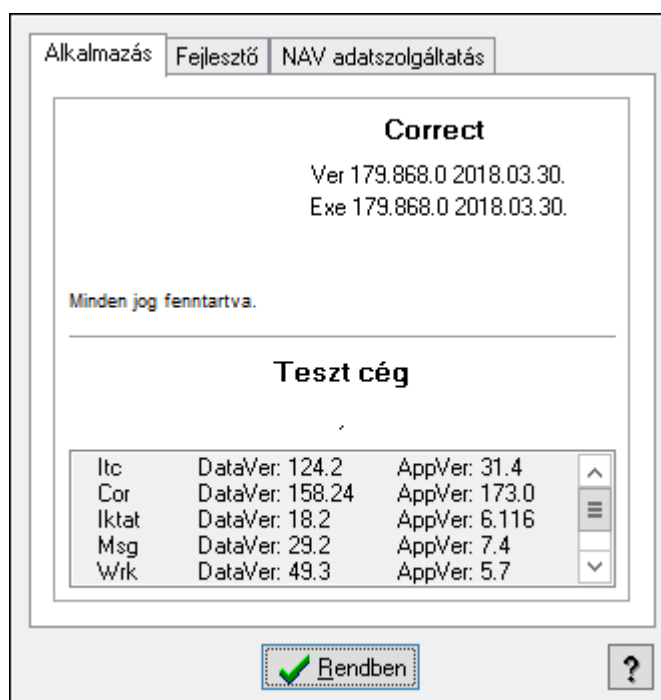 Alkalmazás Fejlesztő NAV adatszolgáltatás
Correct
Ver 179.868.0 2018.03.30.
Exe 179.868.0 2018.03.30.
Minden jog fenntartva.
Teszt cég
,
Itc DataVer: 124.2 AppVer: 31.4
Cor DataVer: 158.24 AppVer: 173.0
Iktat DataVer: 18.2 AppVer: 6.116
Msg DataVer: 29.2 AppVer: 7.4
Wrk DataVer: 49.3 AppVer: 5.7
Rendben ?